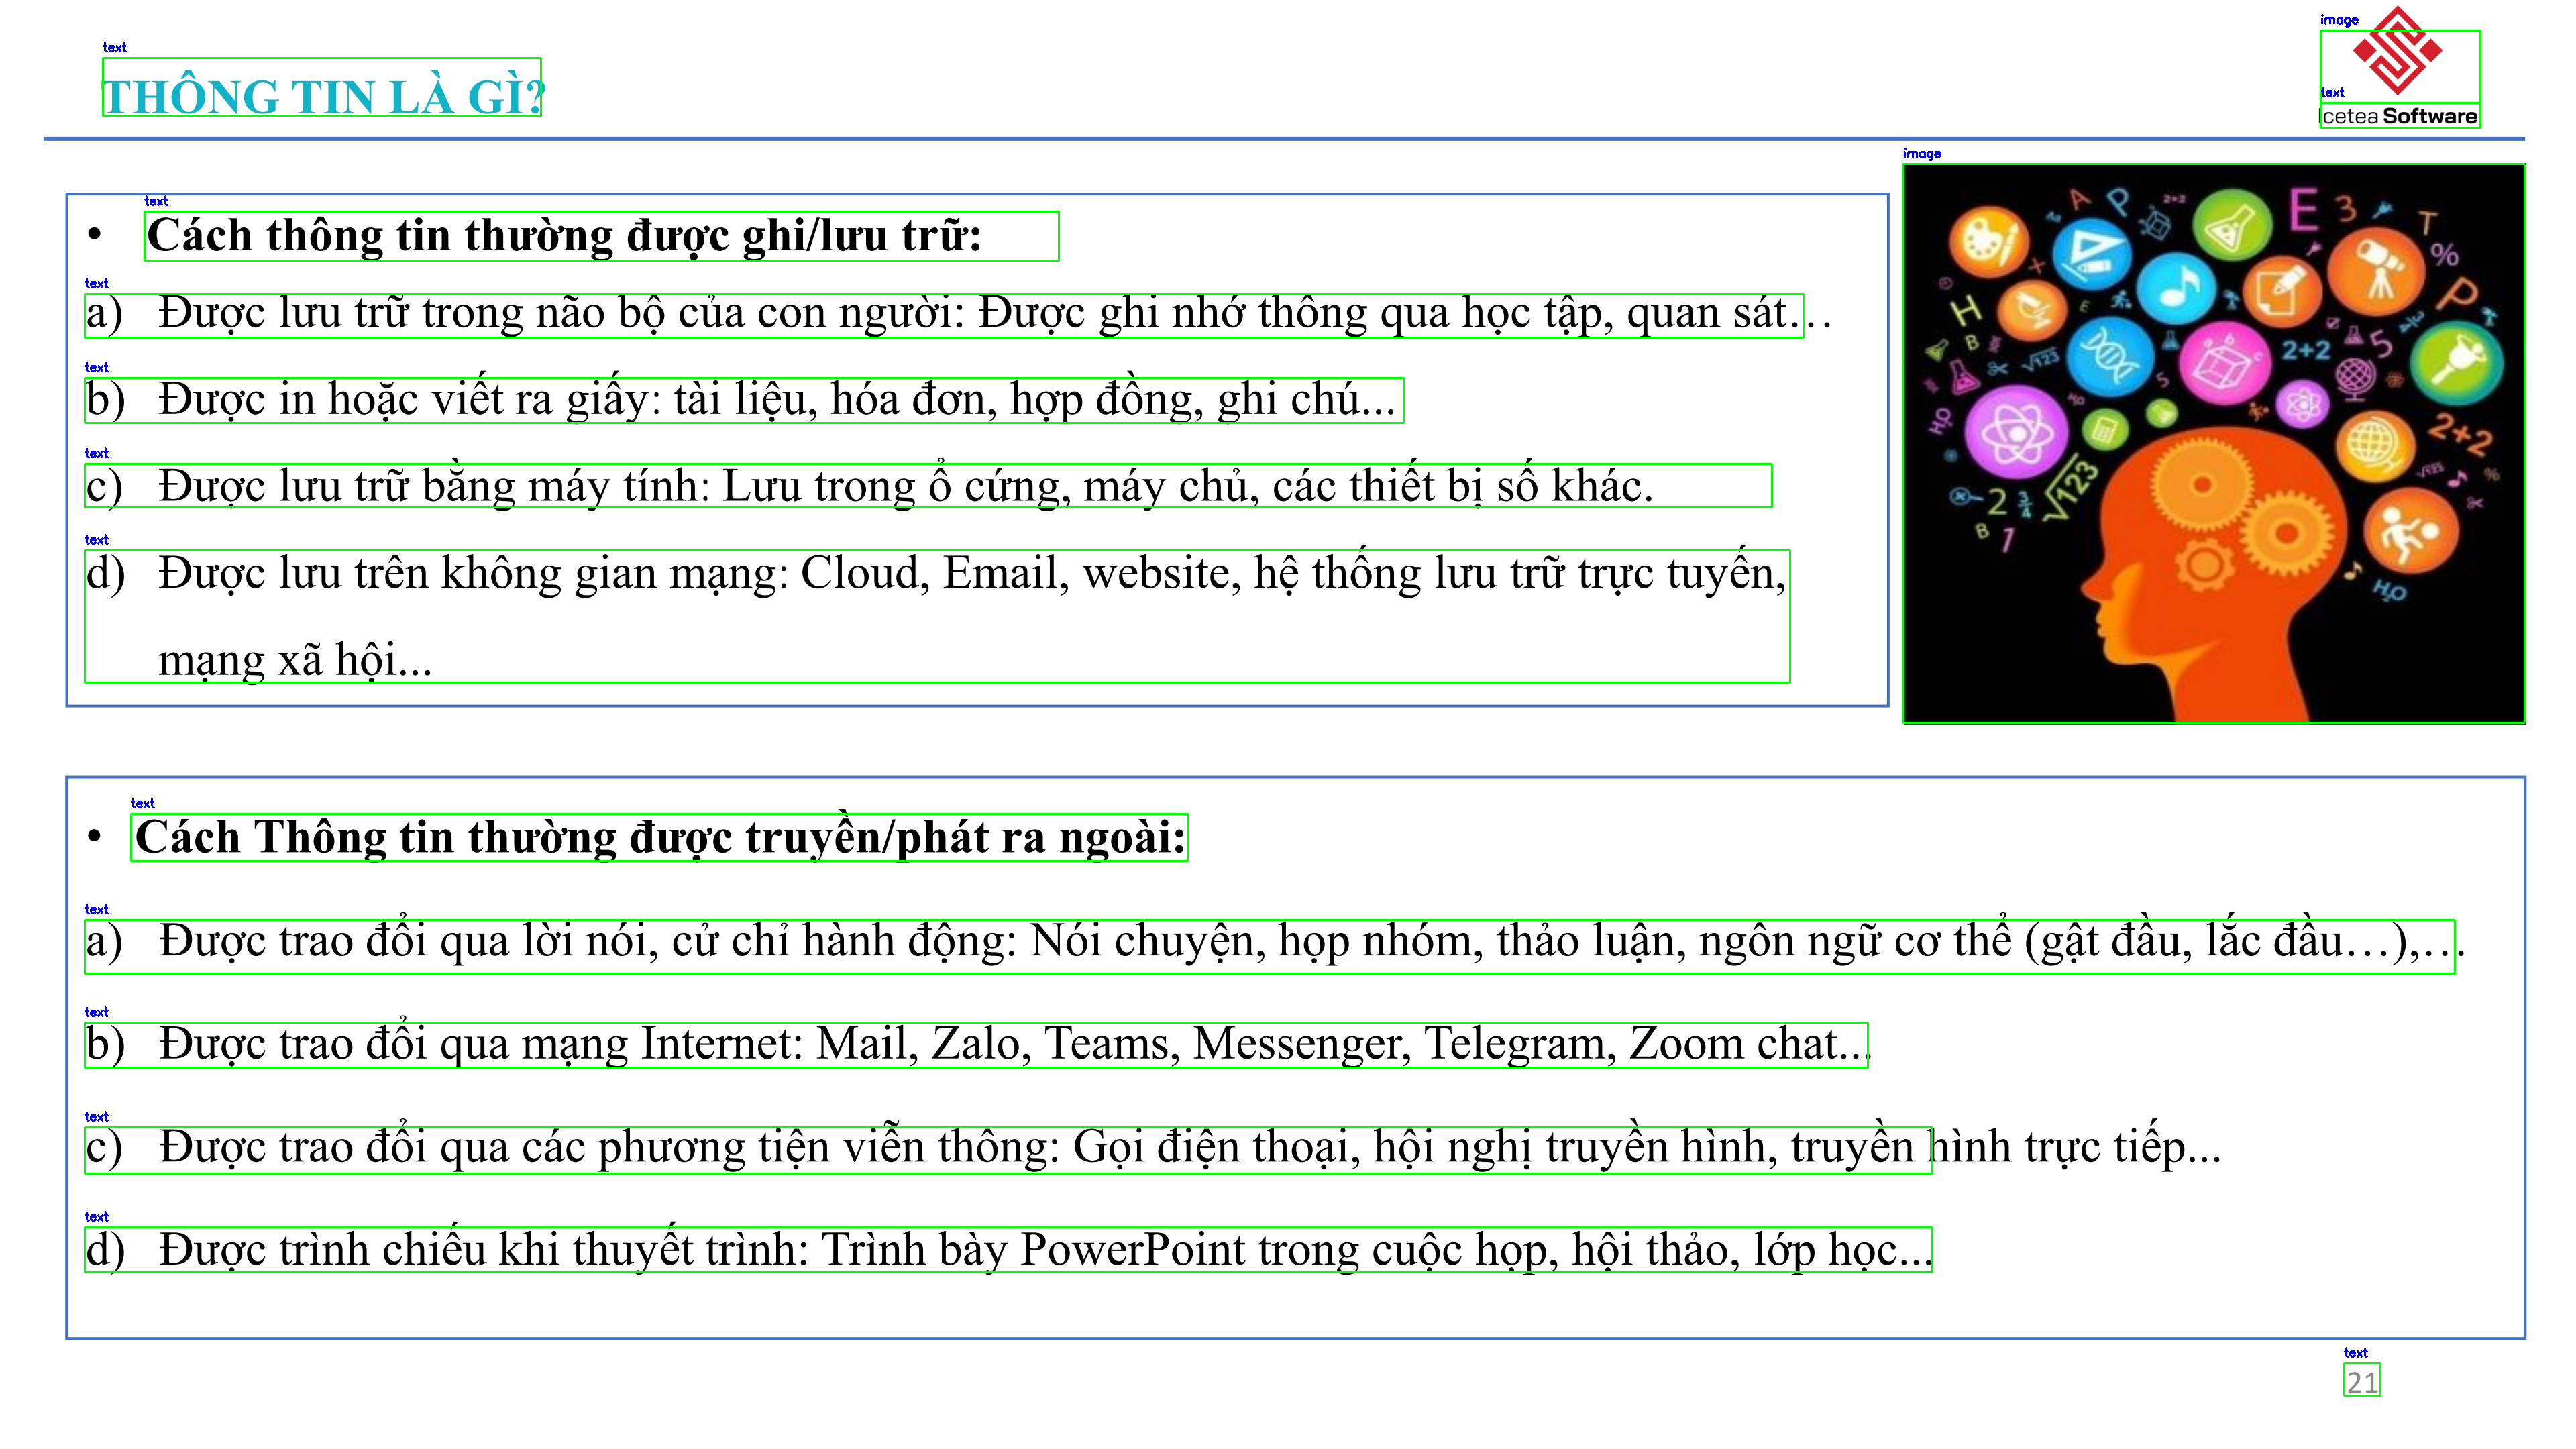 THÔNG TIN LÀ GÌ?
Icetea Software
• Cách thông tin thường được ghi/lưu trữ:
a) Được lưu trữ trong não bộ của con người: Được ghi nhớ thông qua học tập, quan sát…
b) Được in hoặc viết ra giấy: tài liệu, hóa đơn, hợp đồng, ghi chú...
c) Được lưu trữ bằng máy tính: Lưu trong ổ cứng, máy chủ, các thiết bị số khác.
d) Được lưu trên không gian mạng: Cloud, Email, website, hệ thống lưu trữ trực tuyến,
mạng xã hội...
• Cách Thông tin thường được truyền/phát ra ngoài:
a) Được trao đổi qua lời nói, cử chỉ hành động: Nói chuyện, họp nhóm, thảo luận, ngôn ngữ cơ thể (gật đầu, lắc đầu…),…
b) Được trao đổi qua mạng Internet: Mail, Zalo, Teams, Messenger, Telegram, Zoom chat...
c) Được trao đổi qua các phương tiện viễn thông: Gọi điện thoại, hội nghị truyền hình, truyền hình trực tiếp...
d) Được trình chiếu khi thuyết trình: Trình bày PowerPoint trong cuộc họp, hội thảo, lớp học...
21